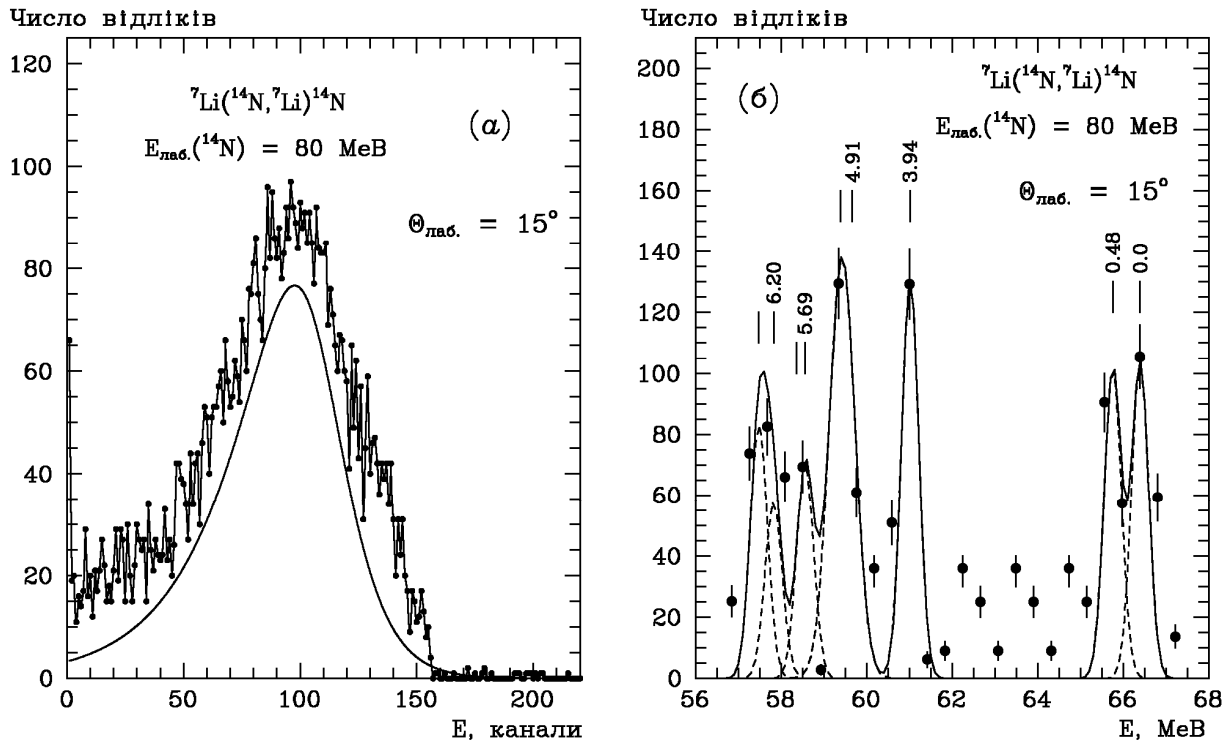 Число відліків
120
100
80
60
40
20
0
⁷Li(¹⁴N,⁷Li)¹⁴N
(а)
Eлаб.(¹⁴N) = 80 МеВ
Θлаб. = 15°
0 50 100 150 200
E, канали
Число відліків
200
180
160
140
120
100
80
60
40
20
0
(б)
⁷Li(¹⁴N,⁷Li)¹⁴N
Eлаб.(¹⁴N) = 80 МеВ
Θлаб. = 15°
6.20
5.69
4.91
3.94
0.48
0.0
56 58 60 62 64 66 68
E, МеВ